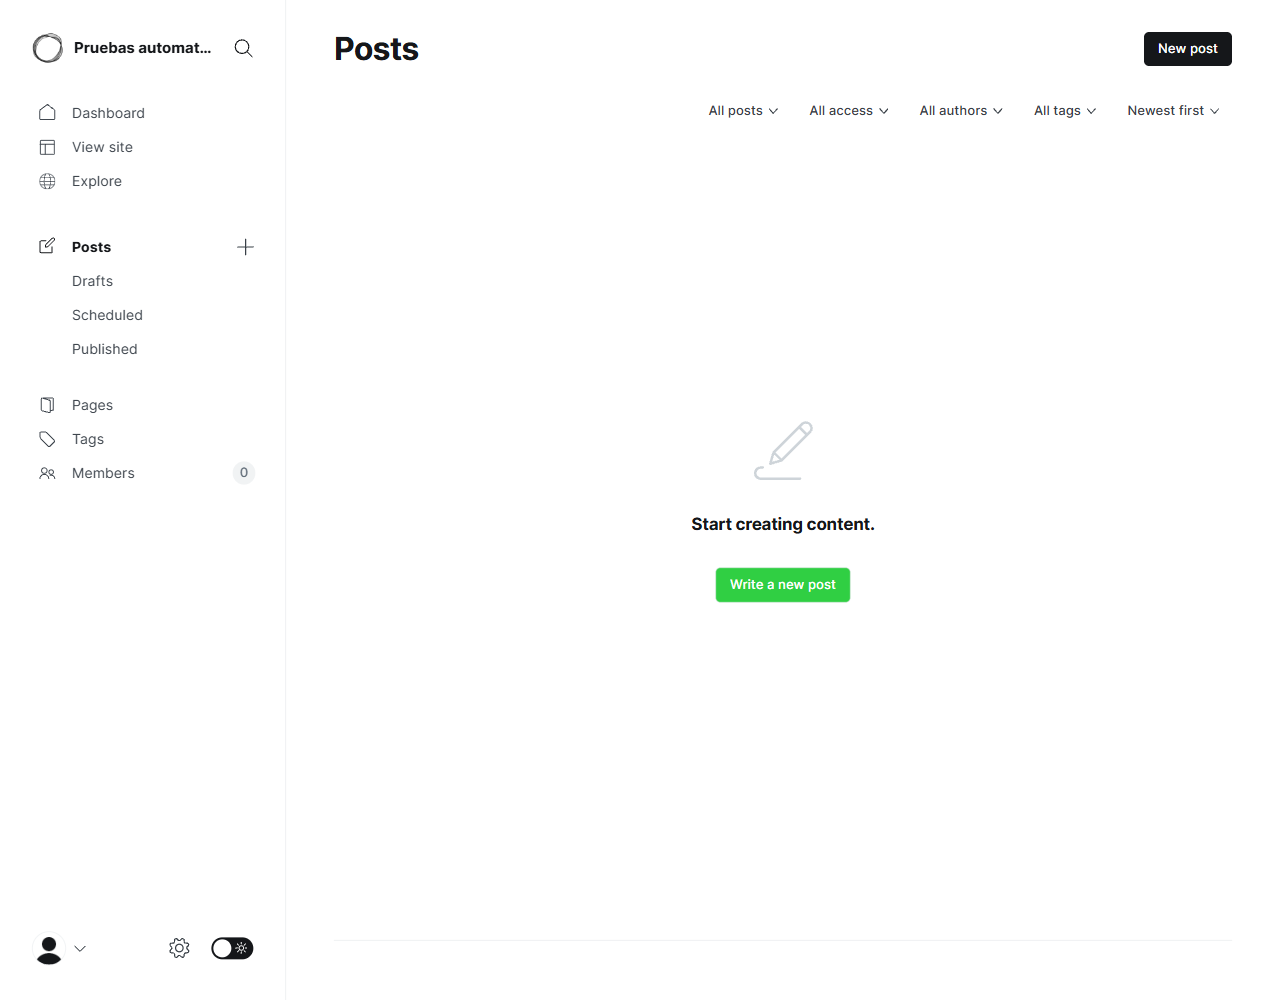 Pruebas automat...
Dashboard
View site
Explore
Posts
Drafts
Scheduled
Published
Pages
Tags
Members 0
Posts
New post
All posts All access All authors All tags Newest first
Start creating content.
Write a new post